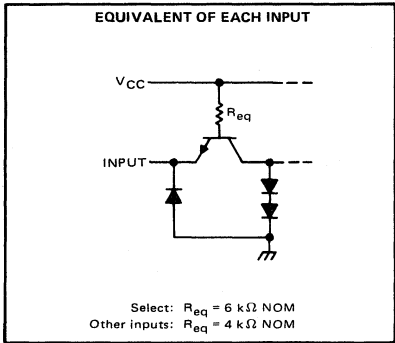 EQUIVALENT OF EACH INPUT
VCC
Req
INPUT
Select: Req = 6 kΩ NOM
Other inputs: Req = 4 kΩ NOM